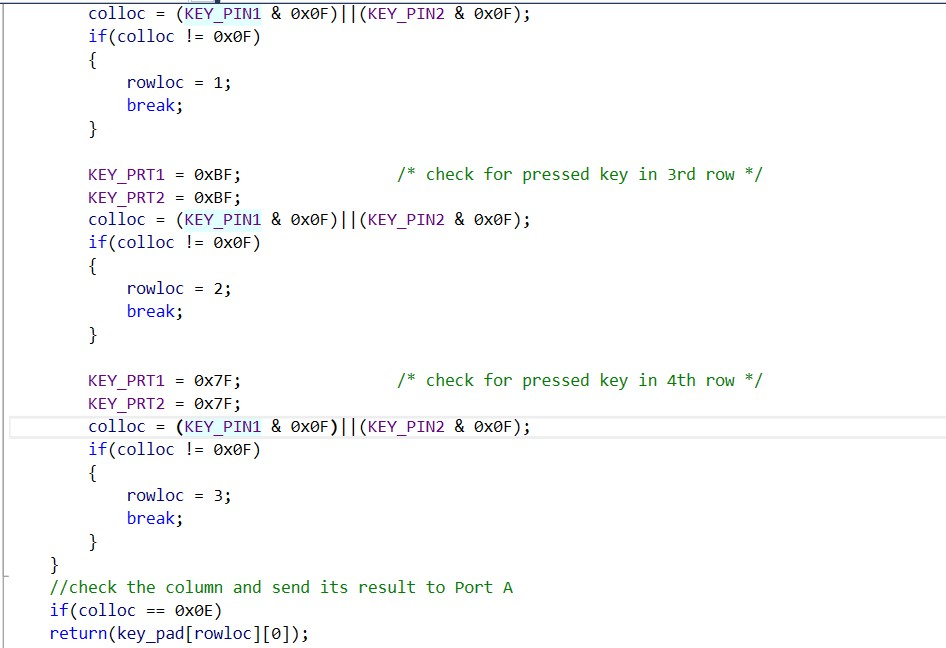 colloc = (KEY_PIN1 & 0x0F)||(KEY_PIN2 & 0x0F);
if(colloc != 0x0F)
{
rowloc = 1;
break;
}
KEY_PRT1 = 0xBF; /* check for pressed key in 3rd row */
KEY_PRT2 = 0xBF;
colloc = (KEY_PIN1 & 0x0F)||(KEY_PIN2 & 0x0F);
if(colloc != 0x0F)
{
rowloc = 2;
break;
}
KEY_PRT1 = 0x7F; /* check for pressed key in 4th row */
KEY_PRT2 = 0x7F;
colloc = (KEY_PIN1 & 0x0F)||(KEY_PIN2 & 0x0F);
if(colloc != 0x0F)
{
rowloc = 3;
break;
}
}
//check the column and send its result to Port A
if(colloc == 0x0E)
return(key_pad[rowloc][0]);